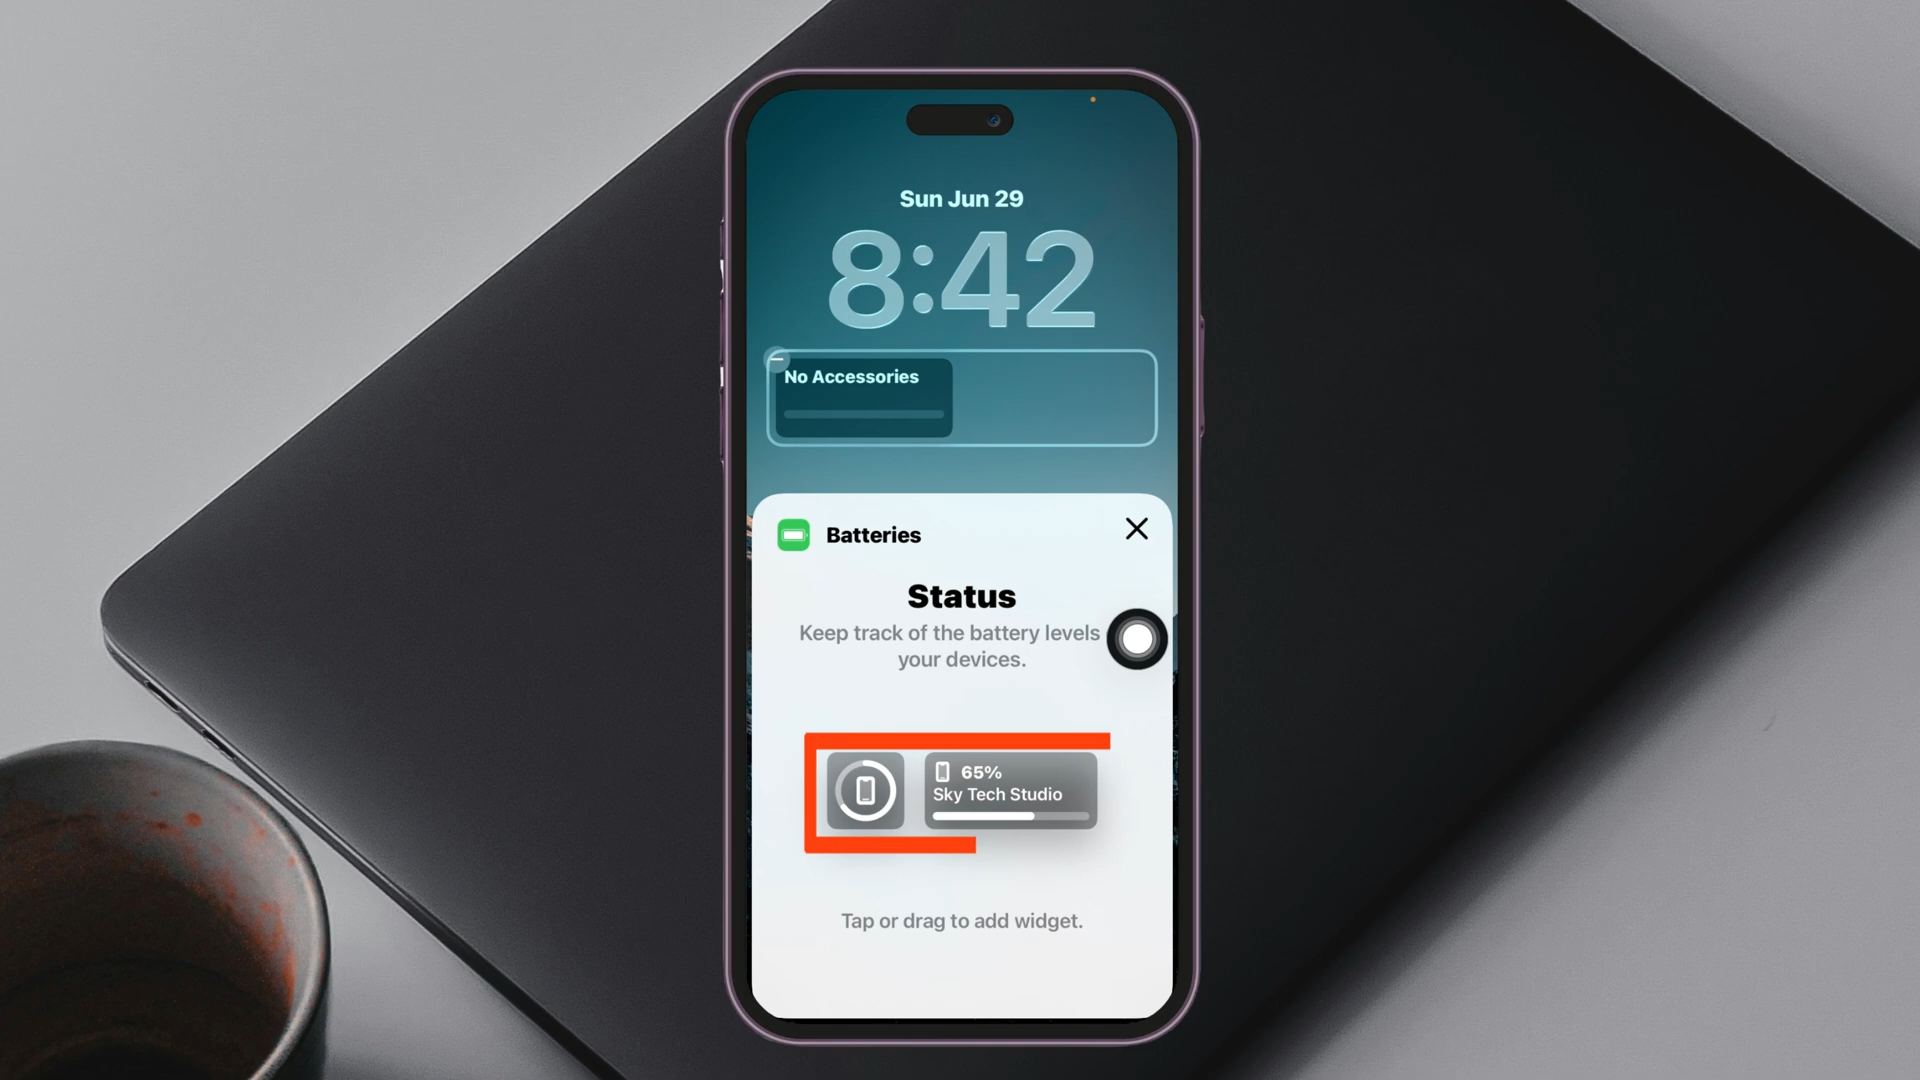 Sun Jun 29
8:42
No Accessories
Batteries
Status
Keep track of the battery levels
your devices.
65%
Sky Tech Studio
Tap or drag to add widget.